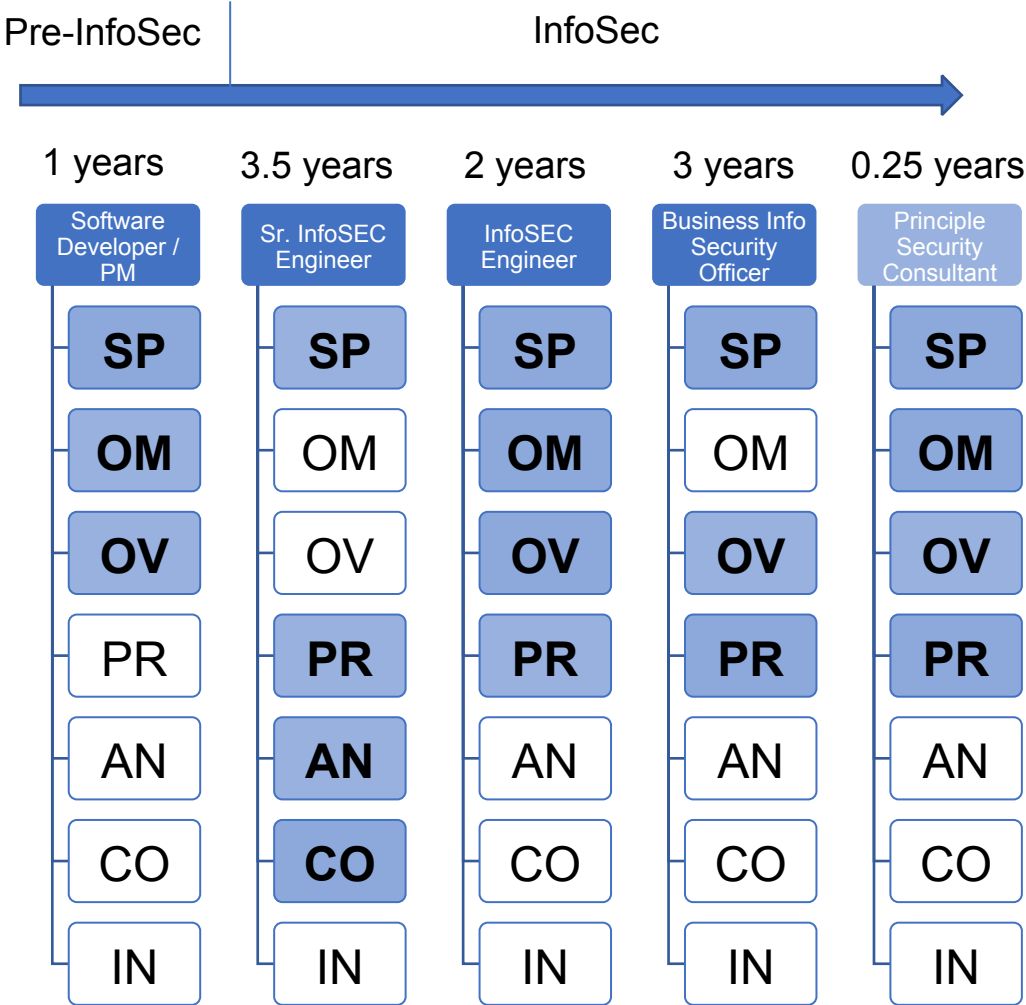 Pre-InfoSec
InfoSec
1 years
3.5 years
2 years
3 years
0.25 years
Software
Developer /
PM
Sr. InfoSEC
Engineer
InfoSEC
Engineer
Business Info
Security
Officer
Principle
Security
Consultant
SP
SP
SP
SP
SP
OM
OM
OM
OM
OM
OV
OV
OV
OV
OV
PR
PR
PR
PR
PR
AN
AN
AN
AN
AN
CO
CO
CO
CO
CO
IN
IN
IN
IN
IN